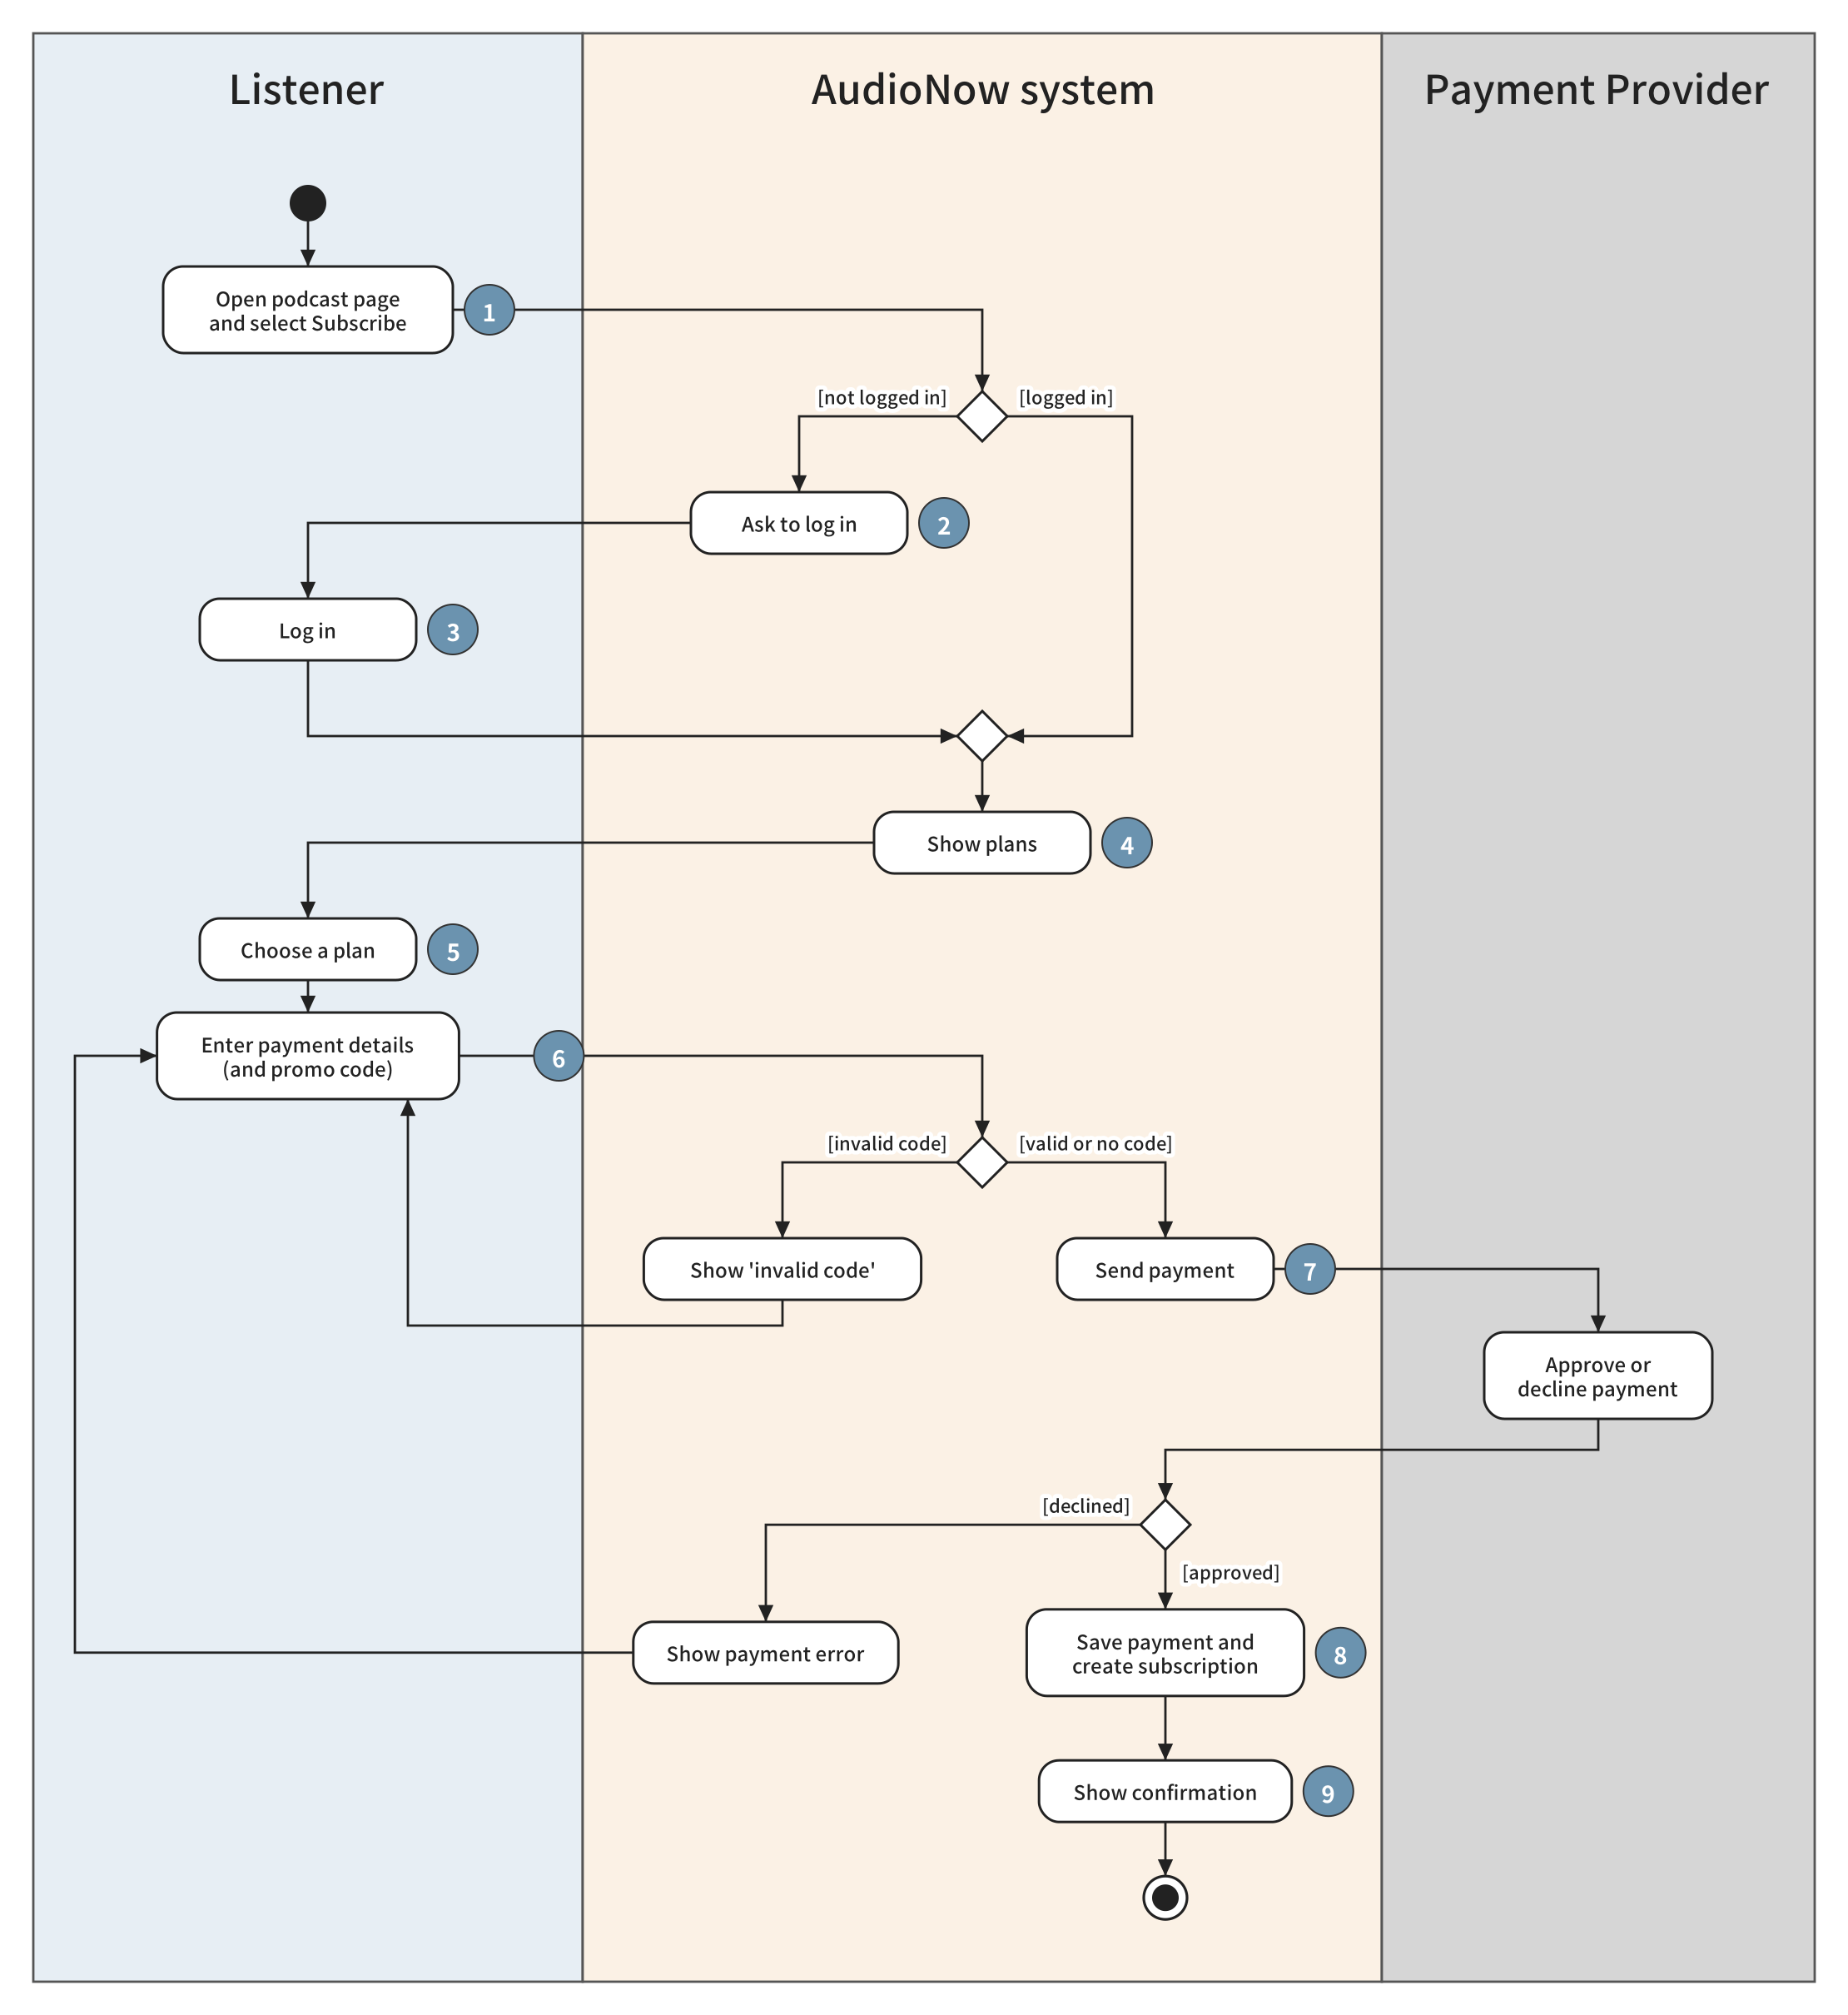 Listener
AudioNow system
Payment Provider
Open podcast page
and select Subscribe
1
[not logged in]
[logged in]
Ask to log in
2
Log in
3
Show plans
4
Choose a plan
5
Enter payment details
(and promo code)
6
[invalid code]
[valid or no code]
Show 'invalid code'
Send payment
7
Approve or
decline payment
[declined]
[approved]
Show payment error
Save payment and
create subscription
8
Show confirmation
9